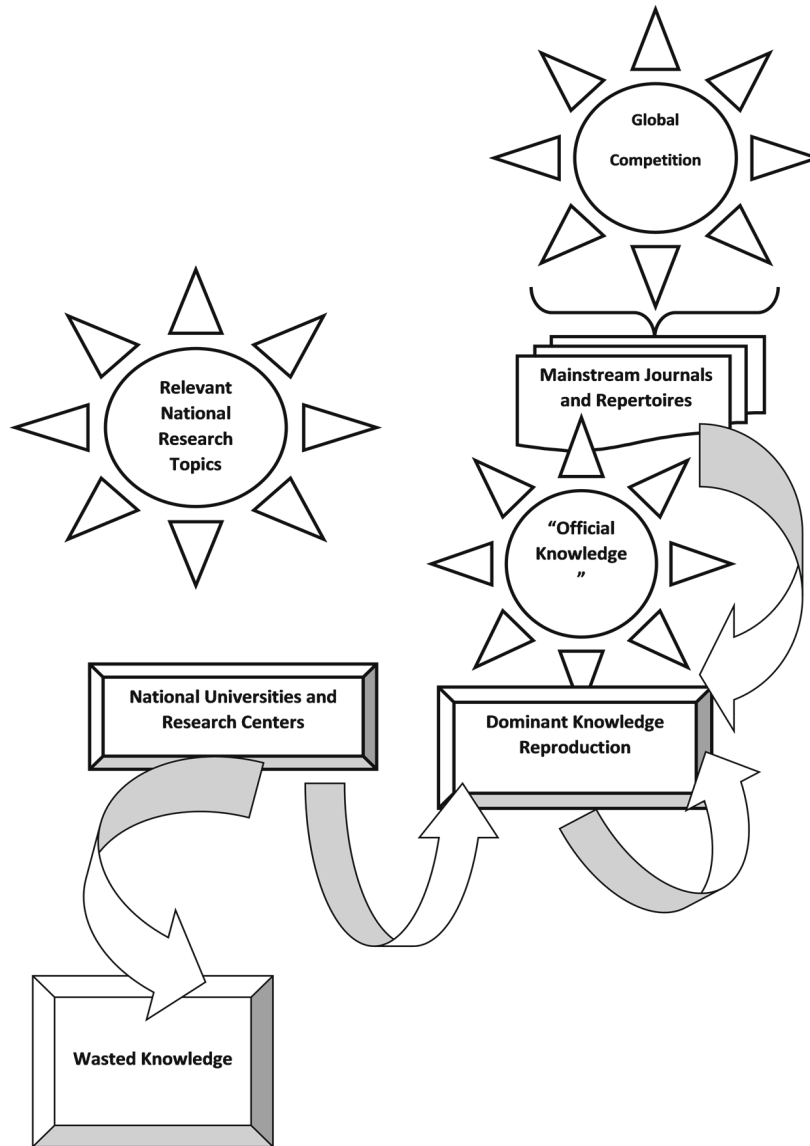 Global
Competition
Mainstream Journals
and Repertoires
Relevant
National
Research
Topics
“Official
Knowledge
”
National Universities and
Research Centers
Dominant Knowledge
Reproduction
Wasted Knowledge